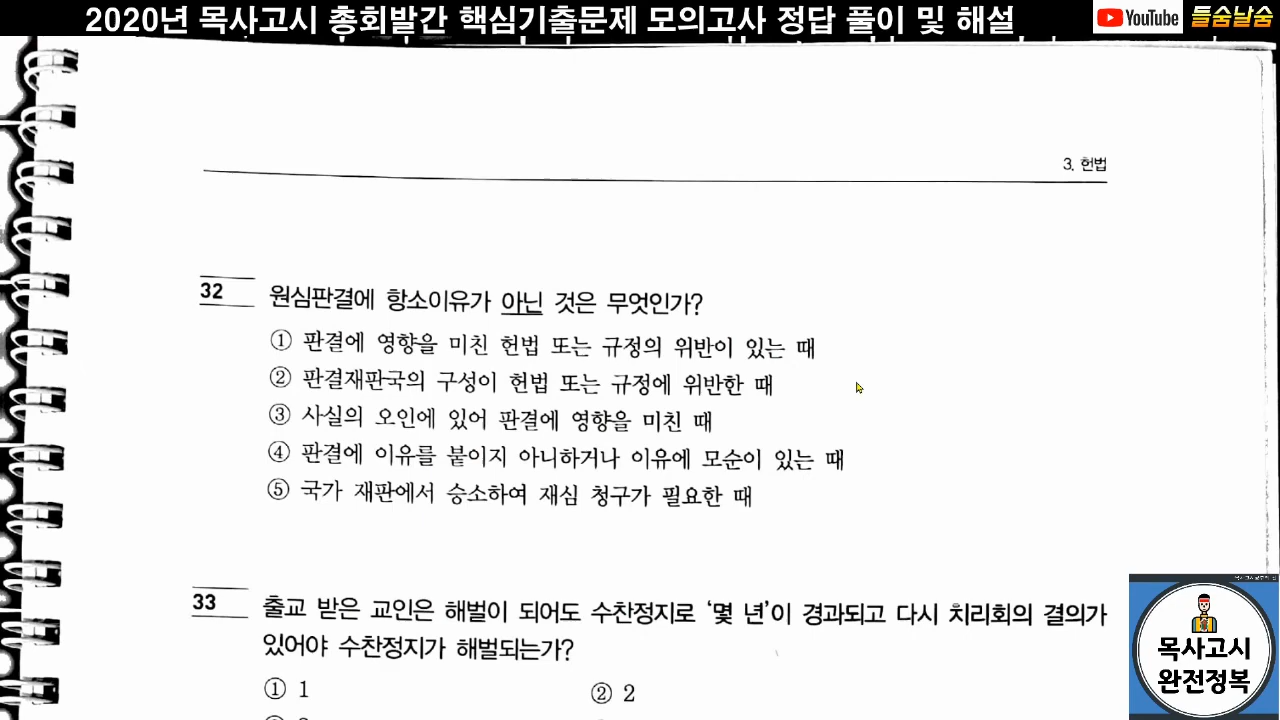 2020년 목사고시 총회발간 핵심기출문제 모의고사 정답 풀이 및 해설
YouTube 들숨날숨
3. 헌법
32 원심판결에 항소이유가 아닌 것은 무엇인가?
① 판결에 영향을 미친 헌법 또는 규정의 위반이 있는 때
② 판결재판국의 구성이 헌법 또는 규정에 위반한 때
③ 사실의 오인에 있어 판결에 영향을 미친 때
④ 판결에 이유를 붙이지 아니하거나 이유에 모순이 있는 때
⑤ 국가 재판에서 승소하여 재심 청구가 필요한 때
33 출교 받은 교인은 해벌이 되어도 수찬정지로 ‘몇 년’이 경과되고 다시 치리회의 결의가
있어야 수찬정지가 해벌되는가?
① 1 ② 2
목사고시
완전정복